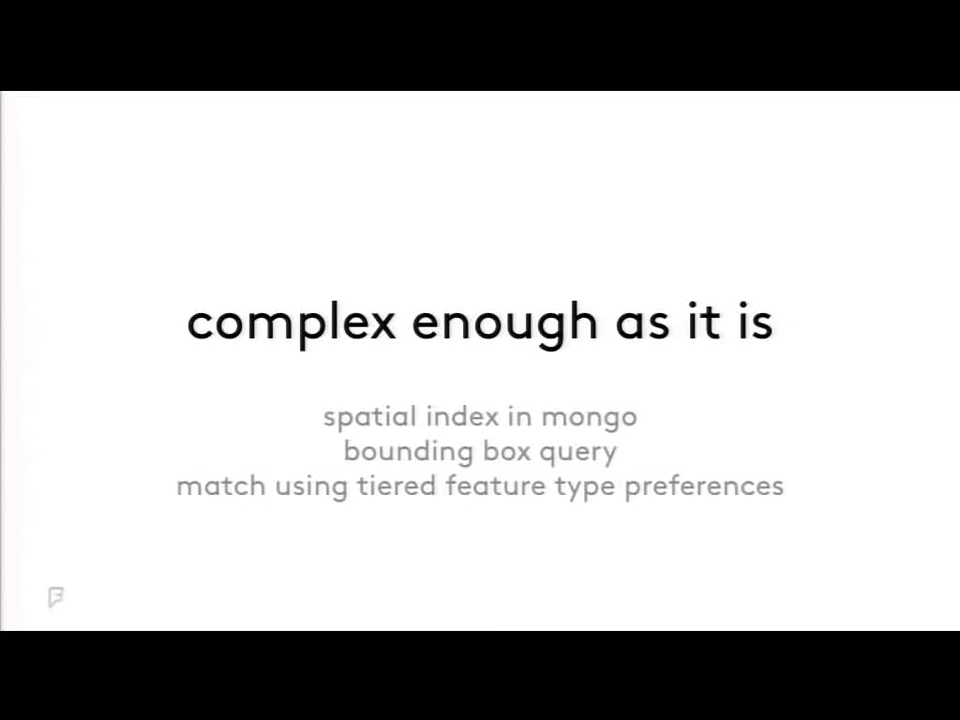 complex enough as it is
spatial index in mongo
bounding box query
match using tiered feature type preferences